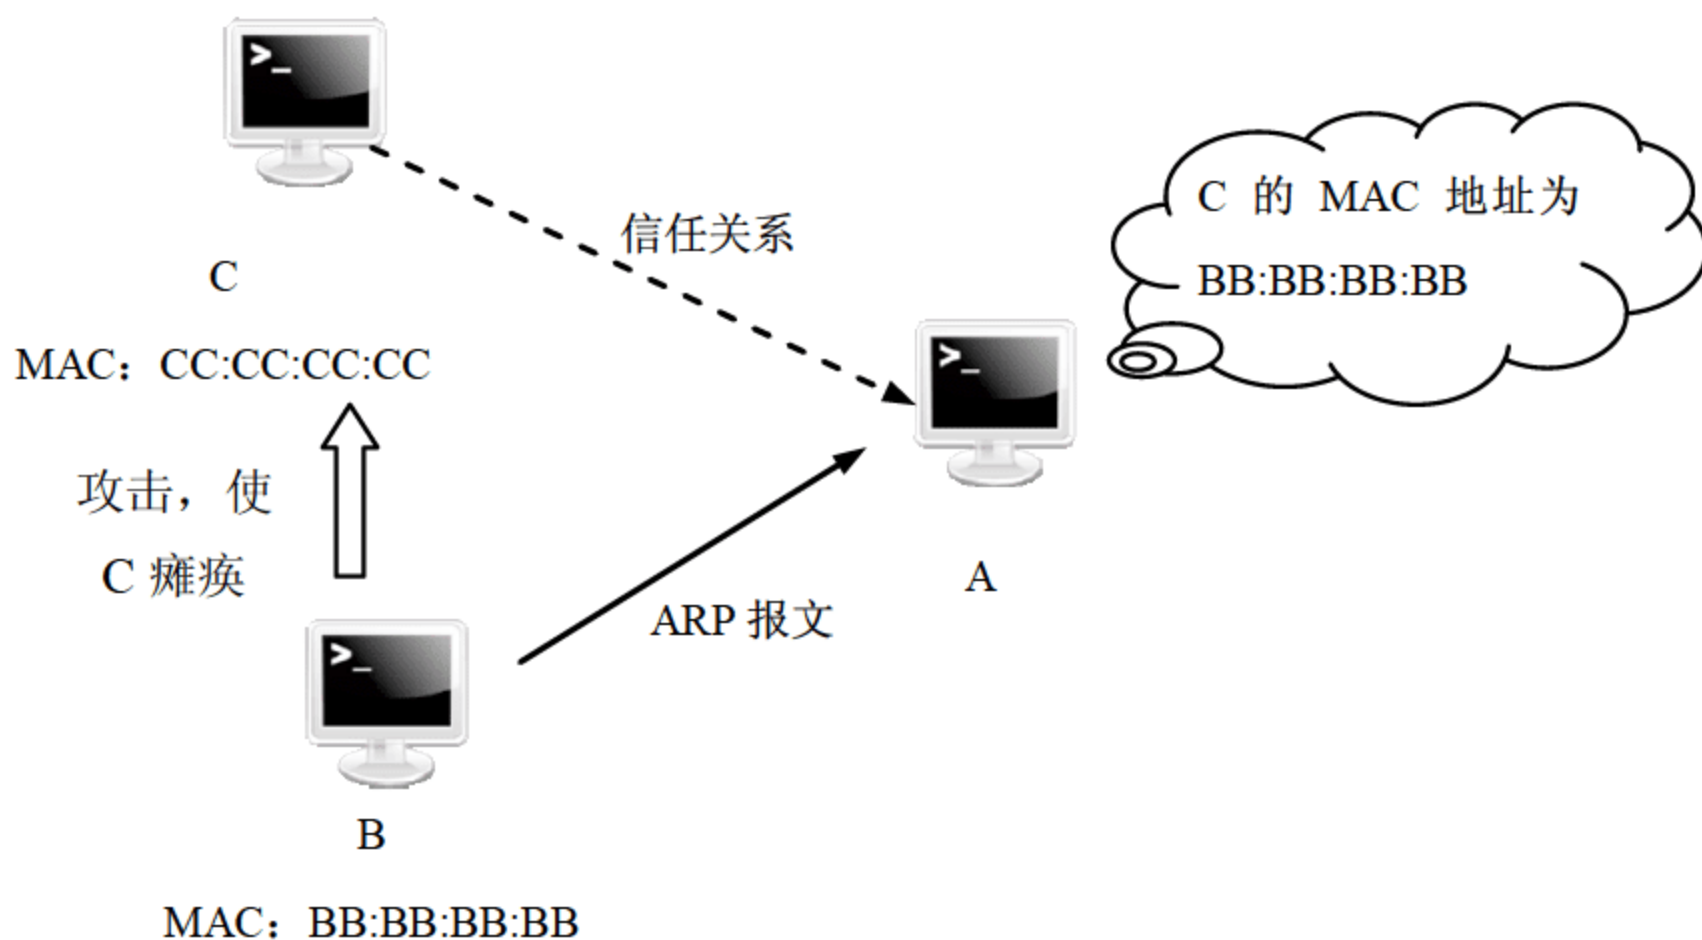 >_
C
MAC：CC:CC:CC:CC
信任关系
C 的 MAC 地址为
BB:BB:BB:BB
>_
A
攻击，使
C 瘫痪
ARP 报文
>_
B
MAC：BB:BB:BB:BB